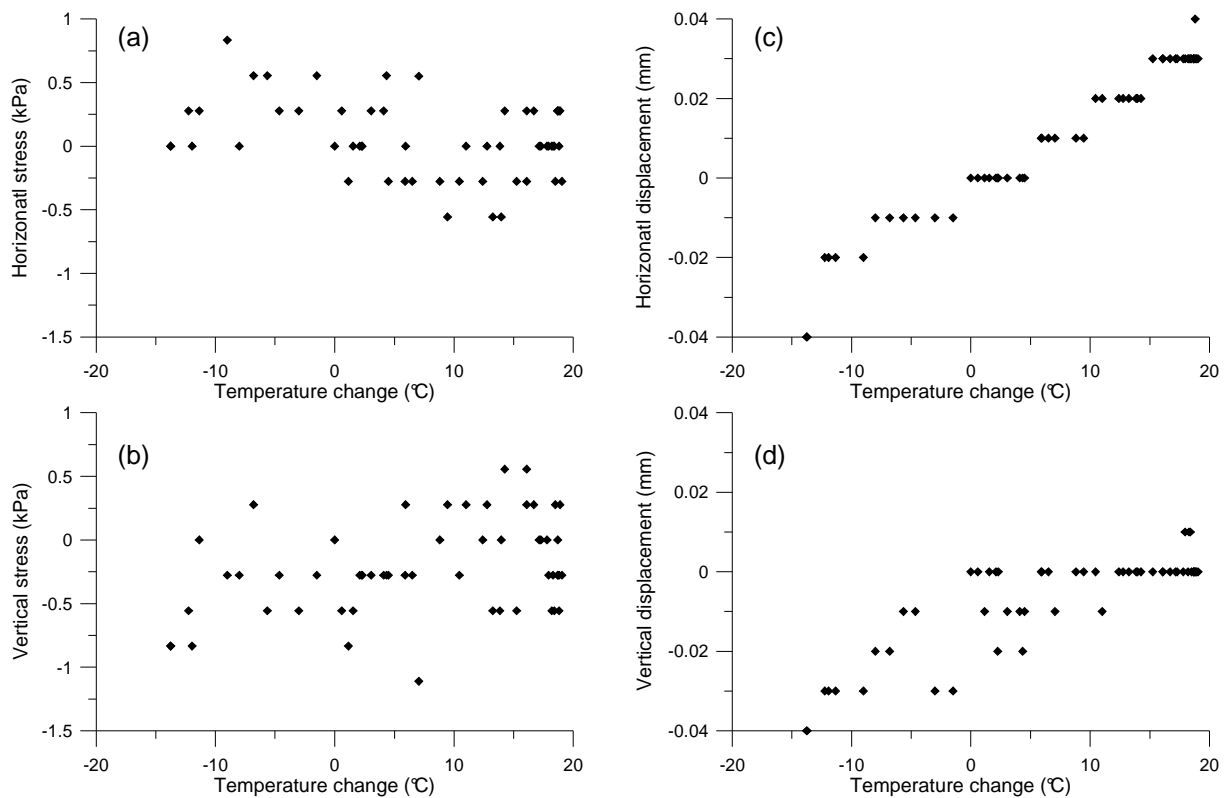 (a)
Horizonatl stress (kPa)
1
0.5
0
-0.5
-1
-1.5
-20 -10 0 10 20
Temperature change (°C)
(c)
Horizonatl displacement (mm)
0.04
0.02
0
-0.02
-0.04
-20 -10 0 10 20
Temperature change (°C)
(b)
Vertical stress (kPa)
1
0.5
0
-0.5
-1
-1.5
-20 -10 0 10 20
Temperature change (°C)
(d)
Vertical displacement (mm)
0.04
0.02
0
-0.02
-0.04
-20 -10 0 10 20
Temperature change (°C)